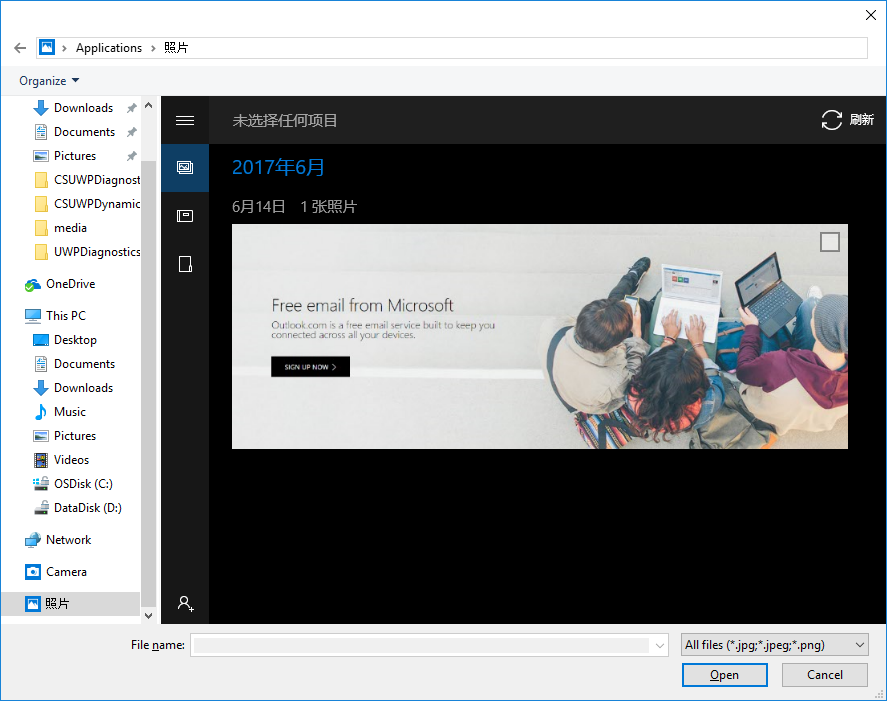 Applications
照片
Organize
Downloads
Documents
Pictures
CSUWPDiagnost
CSUWPDynamic
media
UWPDiagnostics
OneDrive
This PC
Desktop
Documents
Downloads
Music
Pictures
Videos
OSDisk (C:)
DataDisk (D:)
Network
Camera
照片
未选择任何项目
刷新
2017年6月
6月14日 1 张照片
Free email from Microsoft
Outlook.com is a free email service built to keep you
connected across all your devices.
SIGN UP NOW >
File name:
All files (*.jpg;*.jpeg;*.png)
Open
Cancel